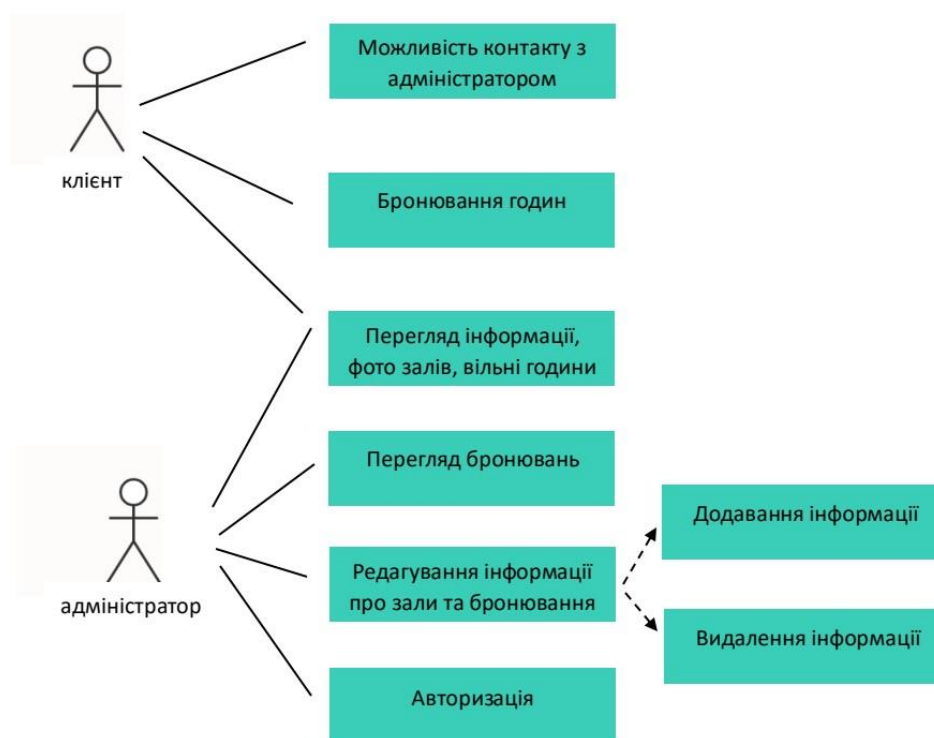 Можливість контакту з
адміністратором
клієнт
Бронювання годин
Перегляд інформації,
фото залів, вільні години
Перегляд бронювань
Додавання інформації
адміністратор
Редагування інформації
про зали та бронювання
Видалення інформації
Авторизація